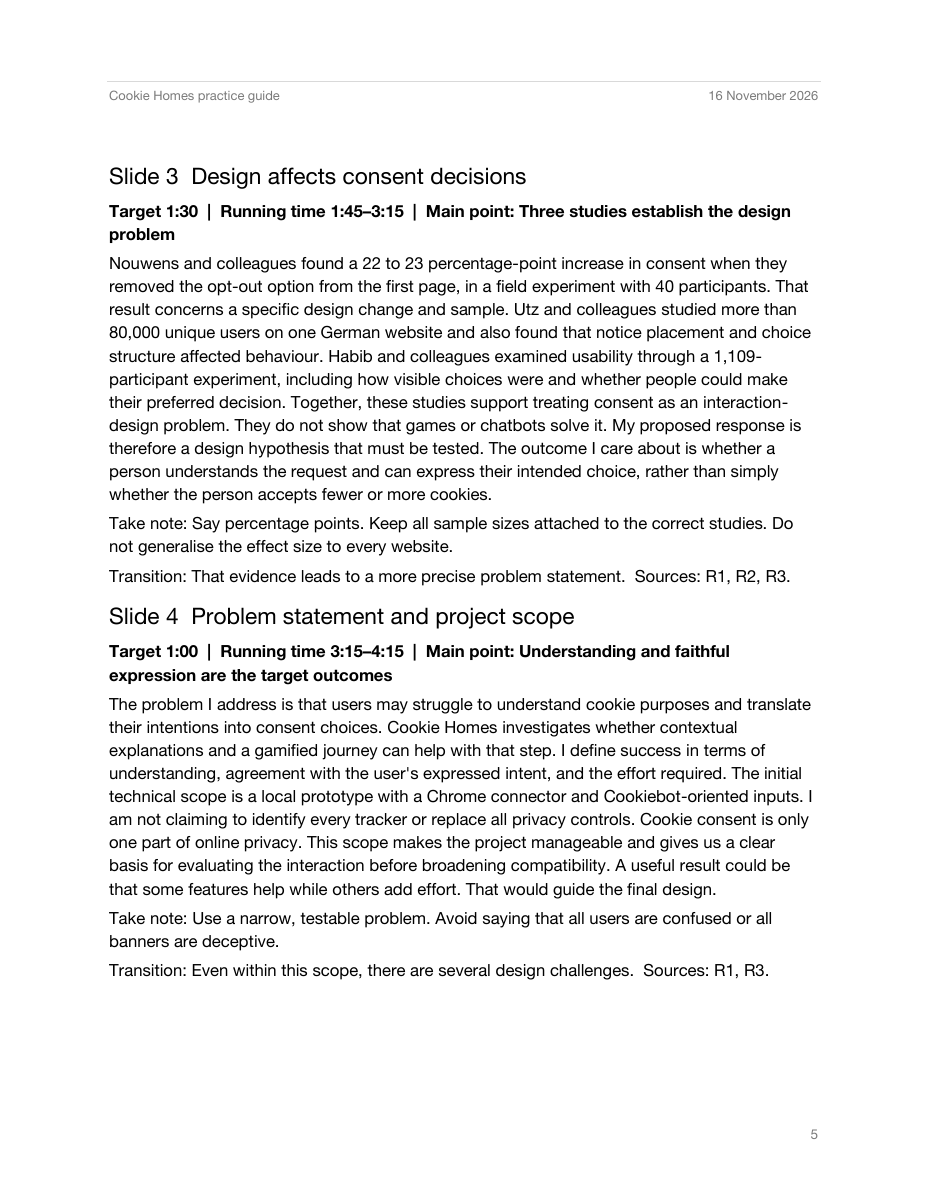 Cookie Homes practice guide
16 November 2026
Slide 3  Design affects consent decisions
Target 1:30  |  Running time 1:45–3:15  |  Main point: Three studies establish the design
problem
Nouwens and colleagues found a 22 to 23 percentage-point increase in consent when they
removed the opt-out option from the first page, in a field experiment with 40 participants. That
result concerns a specific design change and sample. Utz and colleagues studied more than
80,000 unique users on one German website and also found that notice placement and choice
structure affected behaviour. Habib and colleagues examined usability through a 1,109-
participant experiment, including how visible choices were and whether people could make
their preferred decision. Together, these studies support treating consent as an interaction-
design problem. They do not show that games or chatbots solve it. My proposed response is
therefore a design hypothesis that must be tested. The outcome I care about is whether a
person understands the request and can express their intended choice, rather than simply
whether the person accepts fewer or more cookies.
Take note: Say percentage points. Keep all sample sizes attached to the correct studies. Do
not generalise the effect size to every website.
Transition: That evidence leads to a more precise problem statement.  Sources: R1, R2, R3.
Slide 4  Problem statement and project scope
Target 1:00  |  Running time 3:15–4:15  |  Main point: Understanding and faithful
expression are the target outcomes
The problem I address is that users may struggle to understand cookie purposes and translate
their intentions into consent choices. Cookie Homes investigates whether contextual
explanations and a gamified journey can help with that step. I define success in terms of
understanding, agreement with the user's expressed intent, and the effort required. The initial
technical scope is a local prototype with a Chrome connector and Cookiebot-oriented inputs. I
am not claiming to identify every tracker or replace all privacy controls. Cookie consent is only
one part of online privacy. This scope makes the project manageable and gives us a clear
basis for evaluating the interaction before broadening compatibility. A useful result could be
that some features help while others add effort. That would guide the final design.
Take note: Use a narrow, testable problem. Avoid saying that all users are confused or all
banners are deceptive.
Transition: Even within this scope, there are several design challenges.  Sources: R1, R3.
5